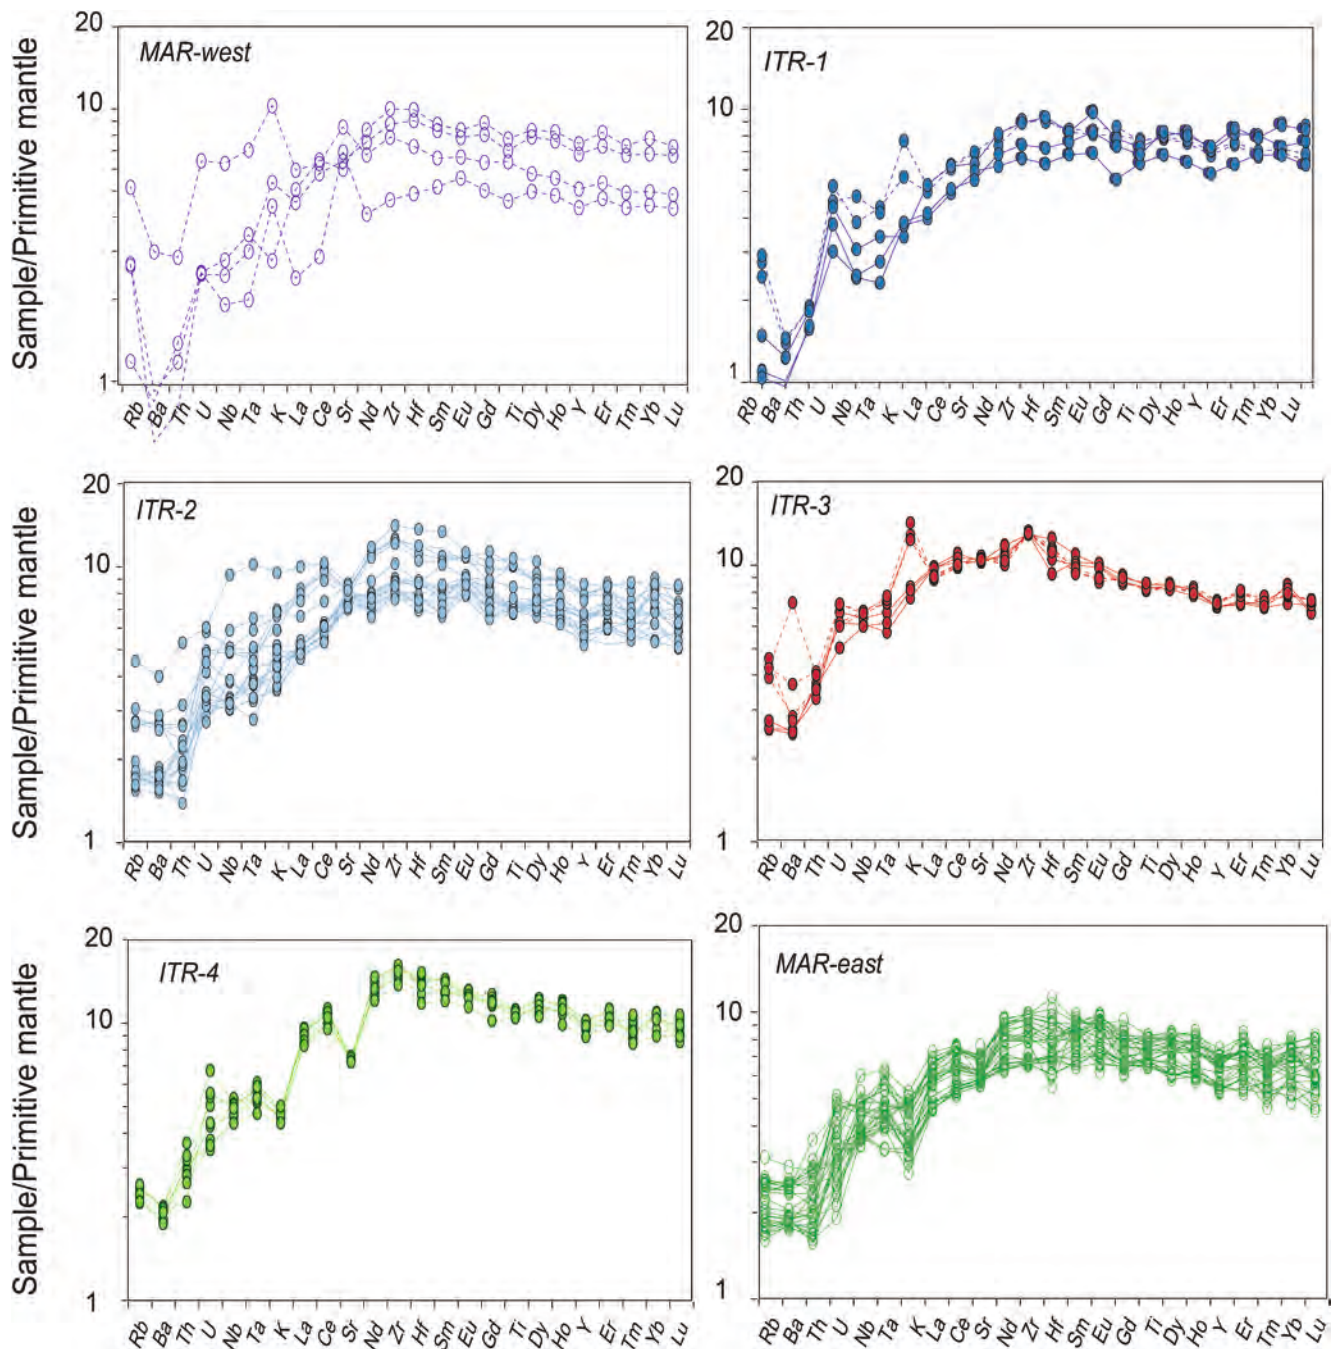 Sample/Primitive mantle
20
10
1
MAR-west
Rb Ba Th U Nb Ta K La Ce Sr Nd Zr Hf Sm Eu Gd Ti Dy Ho Y Er Tm Yb Lu
20
10
1
ITR-1
Rb Ba Th U Nb Ta K La Ce Sr Nd Zr Hf Sm Eu Gd Ti Dy Ho Y Er Tm Yb Lu
Sample/Primitive mantle
20
10
1
ITR-2
Rb Ba Th U Nb Ta K La Ce Sr Nd Zr Hf Sm Eu Gd Ti Dy Ho Y Er Tm Yb Lu
20
10
1
ITR-3
Rb Ba Th U Nb Ta K La Ce Sr Nd Zr Hf Sm Eu Gd Ti Dy Ho Y Er Tm Yb Lu
Sample/Primitive mantle
20
10
1
ITR-4
Rb Ba Th U Nb Ta K La Ce Sr Nd Zr Hf Sm Eu Gd Ti Dy Ho Y Er Tm Yb Lu
20
10
1
MAR-east
Rb Ba Th U Nb Ta K La Ce Sr Nd Zr Hf Sm Eu Gd Ti Dy Ho Y Er Tm Yb Lu